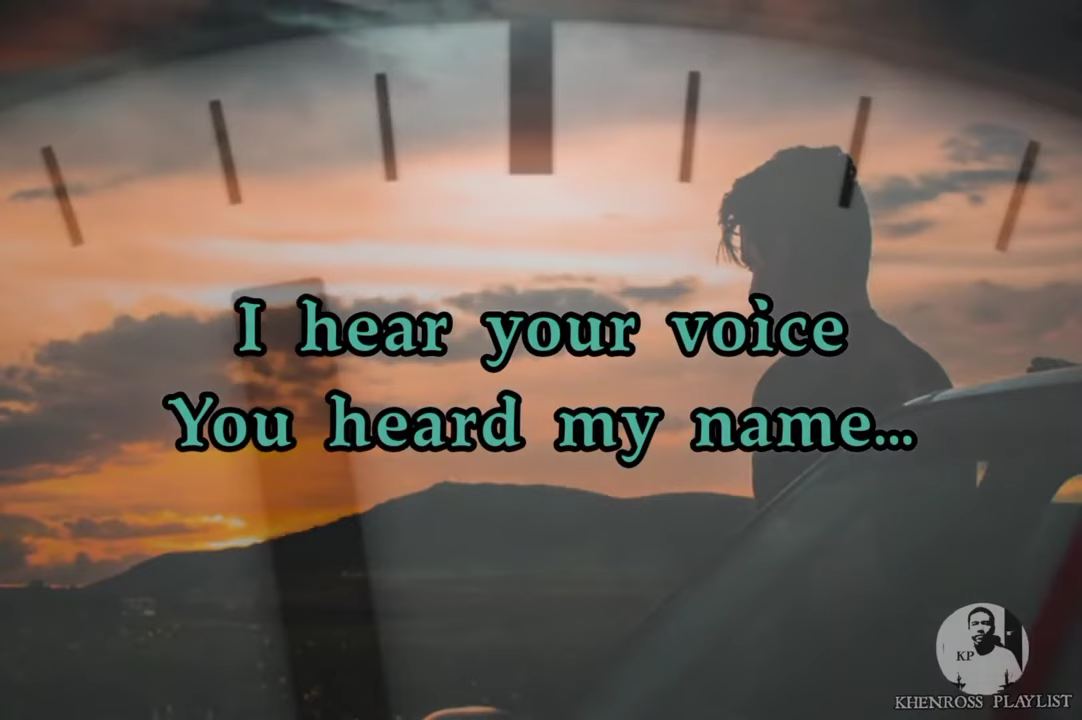 I hear your voice
You heard my name...
KP
KHENROSS PLAYLIST